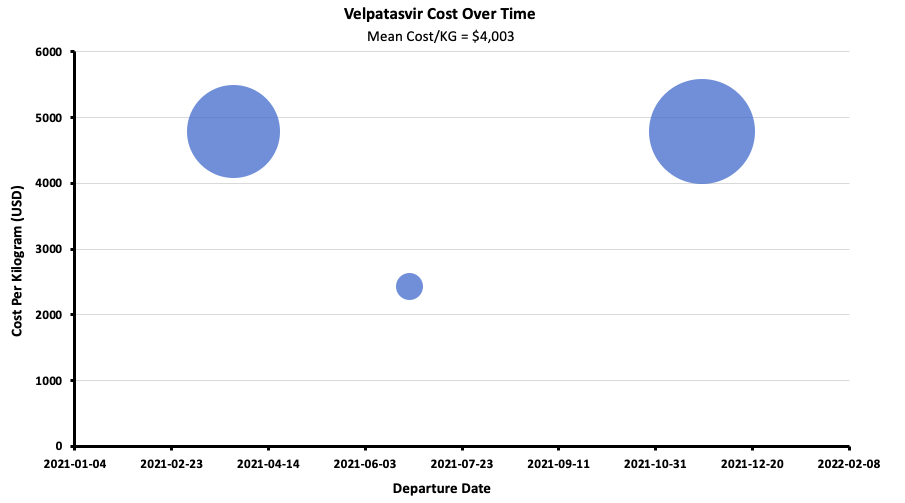 Velpatasvir Cost Over Time
Mean Cost/KG = $4,003
6000
5000
4000
3000
2000
1000
0
Cost Per Kilogram (USD)
2021-01-04 2021-02-23 2021-04-14 2021-06-03 2021-07-23 2021-09-11 2021-10-31 2021-12-20 2022-02-08
Departure Date